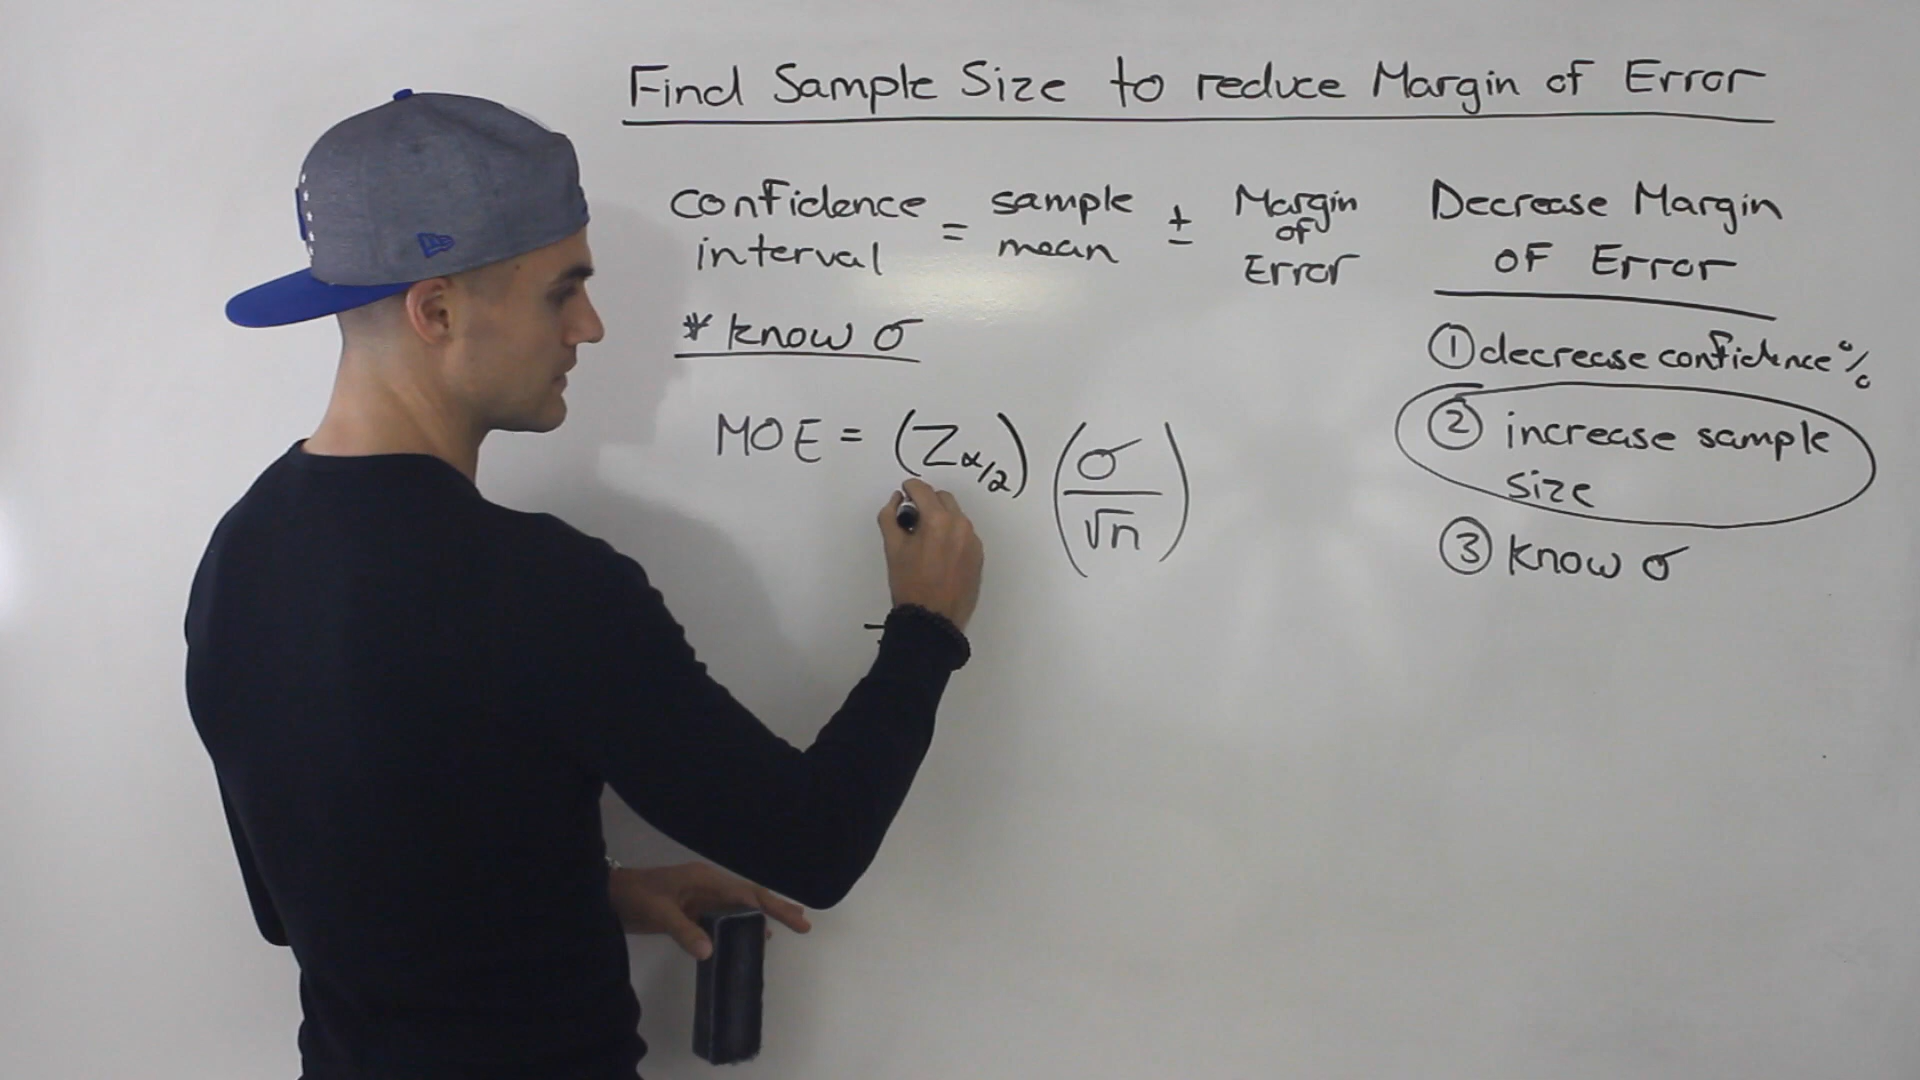 Find Sample Size to reduce Margin of Error
confidence interval = sample mean ± Margin of Error
* know σ
MOE = (Zα/2) (σ/√n)
Decrease Margin
of Error
① decrease confidence %
② increase sample
size
③ know σ